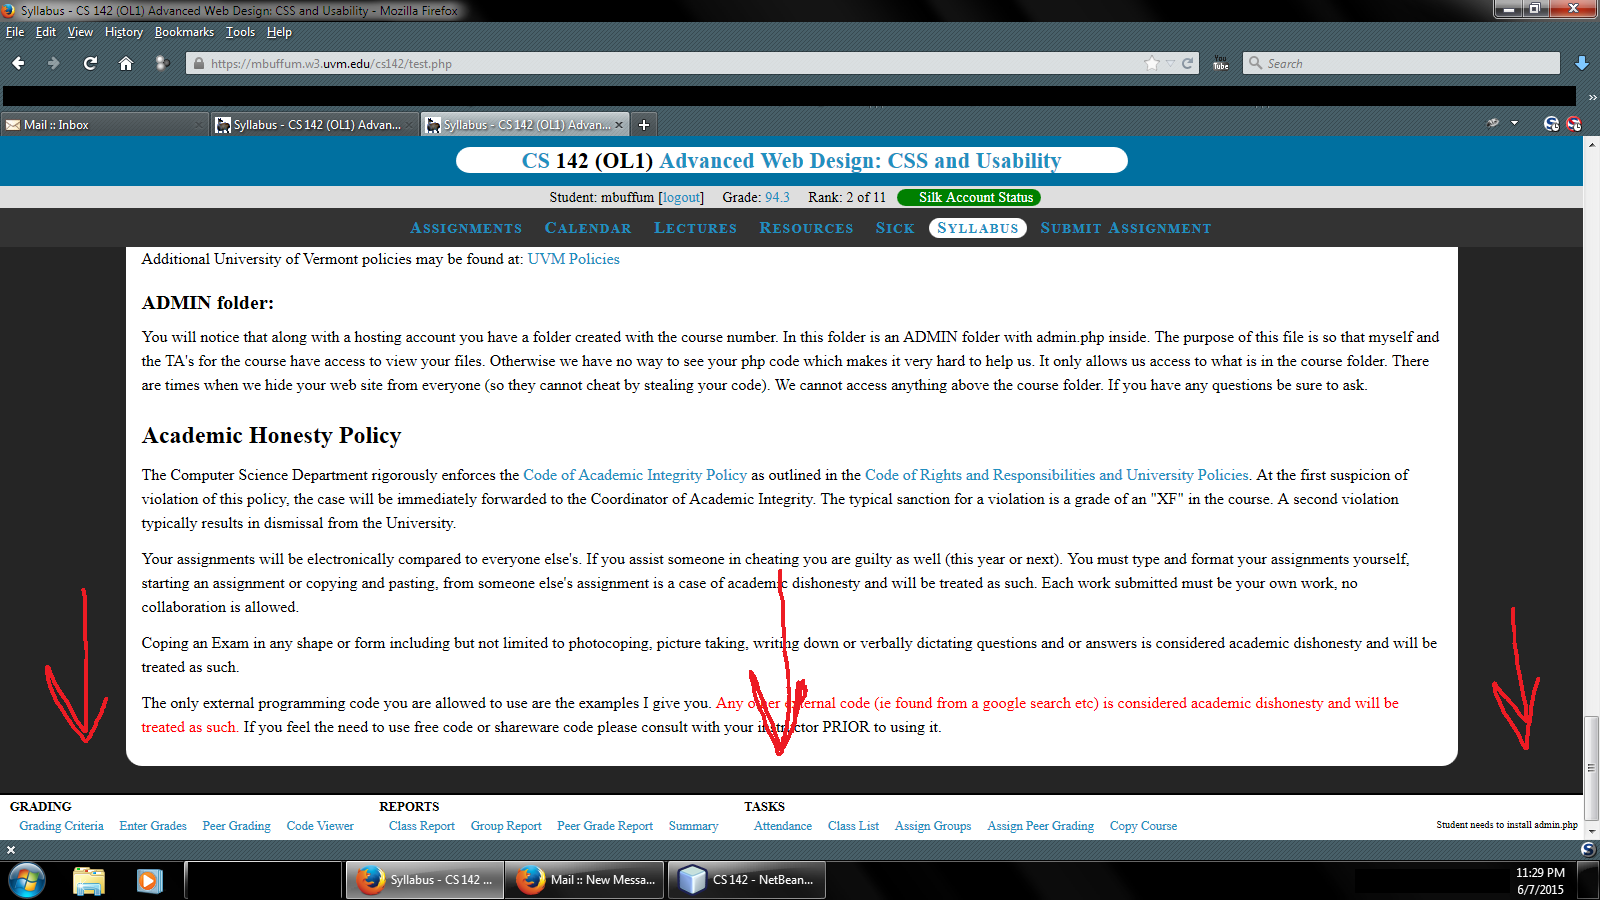 Syllabus - CS 142 (OL1) Advanced Web Design: CSS and Usability - Mozilla Firefox
File Edit View History Bookmarks Tools Help
https://mbuffum.w3.uvm.edu/cs142/test.php
You Tube
Search
Mail :: Inbox
Syllabus - CS 142 (OL1) Advan...
Syllabus - CS 142 (OL1) Advan...
CS 142 (OL1) Advanced Web Design: CSS and Usability
Student: mbuffum [logout] Grade: 94.3 Rank: 2 of 11 Silk Account Status
Assignments Calendar Lectures Resources Sick Syllabus Submit Assignment
Additional University of Vermont policies may be found at: UVM Policies
ADMIN folder:
You will notice that along with a hosting account you have a folder created with the course number. In this folder is an ADMIN folder with admin.php inside. The purpose of this file is so that myself and
the TA's for the course have access to view your files. Otherwise we have no way to see your php code which makes it very hard to help us. It only allows us access to what is in the course folder. There
are times when we hide your web site from everyone (so they cannot cheat by stealing your code). We cannot access anything above the course folder. If you have any questions be sure to ask.
Academic Honesty Policy
The Computer Science Department rigorously enforces the Code of Academic Integrity Policy as outlined in the Code of Rights and Responsibilities and University Policies. At the first suspicion of
violation of this policy, the case will be immediately forwarded to the Coordinator of Academic Integrity. The typical sanction for a violation is a grade of an "XF" in the course. A second violation
typically results in dismissal from the University.
Your assignments will be electronically compared to everyone else's. If you assist someone in cheating you are guilty as well (this year or next). You must type and format your assignments yourself,
starting an assignment or copying and pasting, from someone else's assignment is a case of academic dishonesty and will be treated as such. Each work submitted must be your own work, no
collaboration is allowed.
Coping an Exam in any shape or form including but not limited to photocoping, picture taking, writing down or verbally dictating questions and or answers is considered academic dishonesty and will be
treated as such.
The only external programming code you are allowed to use are the examples I give you. Any other external code (ie found from a google search etc) is considered academic dishonesty and will be
treated as such. If you feel the need to use free code or shareware code please consult with your instructor PRIOR to using it.
GRADING REPORTS TASKS
Grading Criteria Enter Grades Peer Grading Code Viewer Class Report Group Report Peer Grade Report Summary Attendance Class List Assign Groups Assign Peer Grading Copy Course Student needs to install admin.php
Syllabus - CS 142 ...
Mail :: New Messa...
CS 142 - NetBean...
11:29 PM
6/7/2015